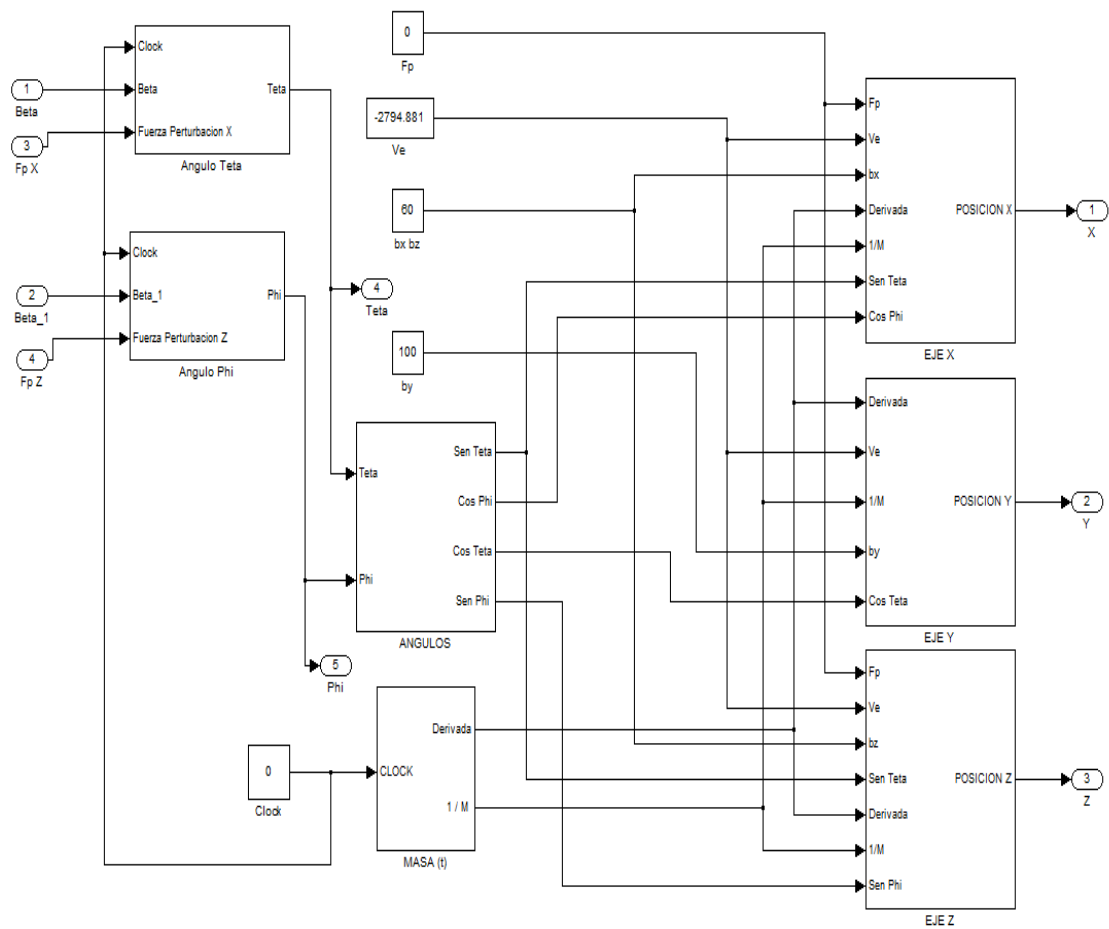 Clock
Beta
Fuerza Perturbacion X
Teta
Angulo Teta
1
Beta
3
Fp X
Clock
Beta_1
Fuerza Perturbacion Z
Phi
Angulo Phi
2
Beta_1
4
Fp Z
0
Fp
-2794.881
Ve
60
bx bz
4
Teta
100
by
Teta
Phi
Sen Teta
Cos Phi
Cos Teta
Sen Phi
ANGULOS
5
Phi
0
Clock
CLOCK
Derivada
1 / M
MASA (t)
Fp
Ve
bx
Derivada
1/M
Sen Teta
Cos Phi
POSICION X
EJE X
1
X
Derivada
Ve
1/M
by
Cos Teta
POSICION Y
EJE Y
2
Y
Fp
Ve
bz
Sen Teta
Derivada
1/M
Sen Phi
POSICION Z
EJE Z
3
Z